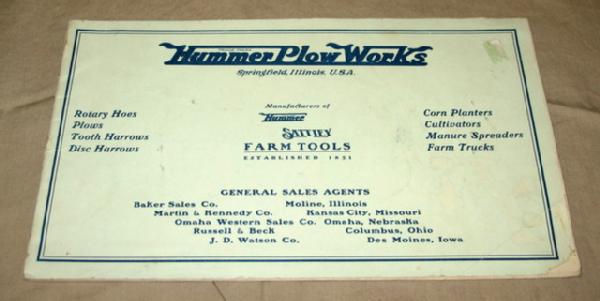 Hummer Plow Works
Springfield, Illinois, U.S.A.
Manufacturers of
Hummer
SATTLEY
FARM TOOLS
ESTABLISHED 1851
Rotary Hoes
Plows
Tooth Harrows
Disc Harrows
Corn Planters
Cultivators
Manure Spreaders
Farm Trucks
GENERAL SALES AGENTS
Baker Sales Co. Moline, Illinois
Martin & Kennedy Co. Kansas City, Missouri
Omaha Western Sales Co. Omaha, Nebraska
Russell & Beck Columbus, Ohio
J. D. Watson Co. Des Moines, Iowa